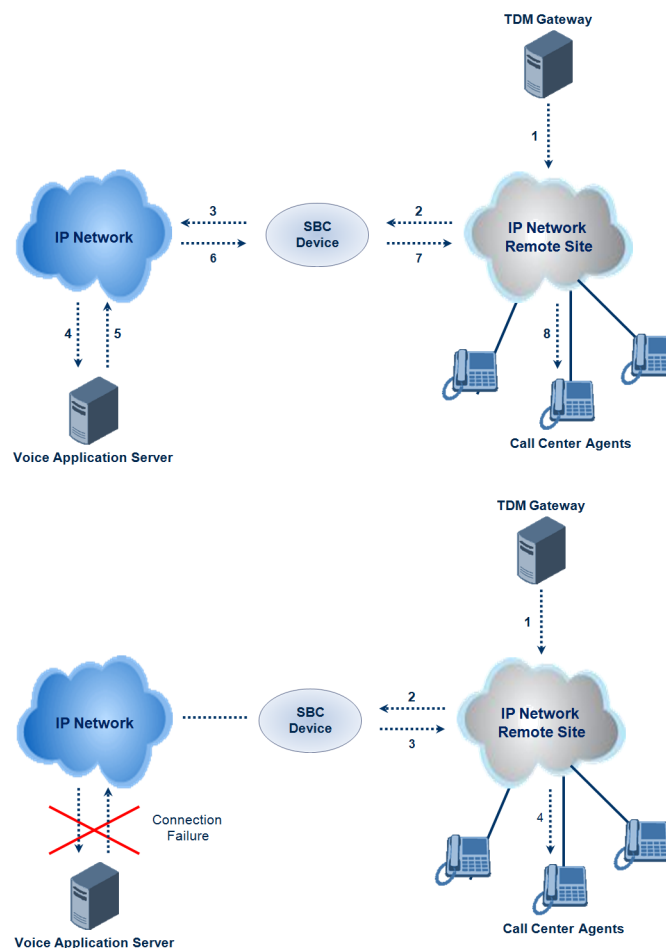 TDM Gateway
1
3
2
IP Network
SBC
Device
IP Network
Remote Site
6
7
4
5
8
Voice Application Server
Call Center Agents
TDM Gateway
1
2
IP Network
SBC
Device
IP Network
Remote Site
3
Connection
Failure
4
Call Center Agents
Voice Application Server